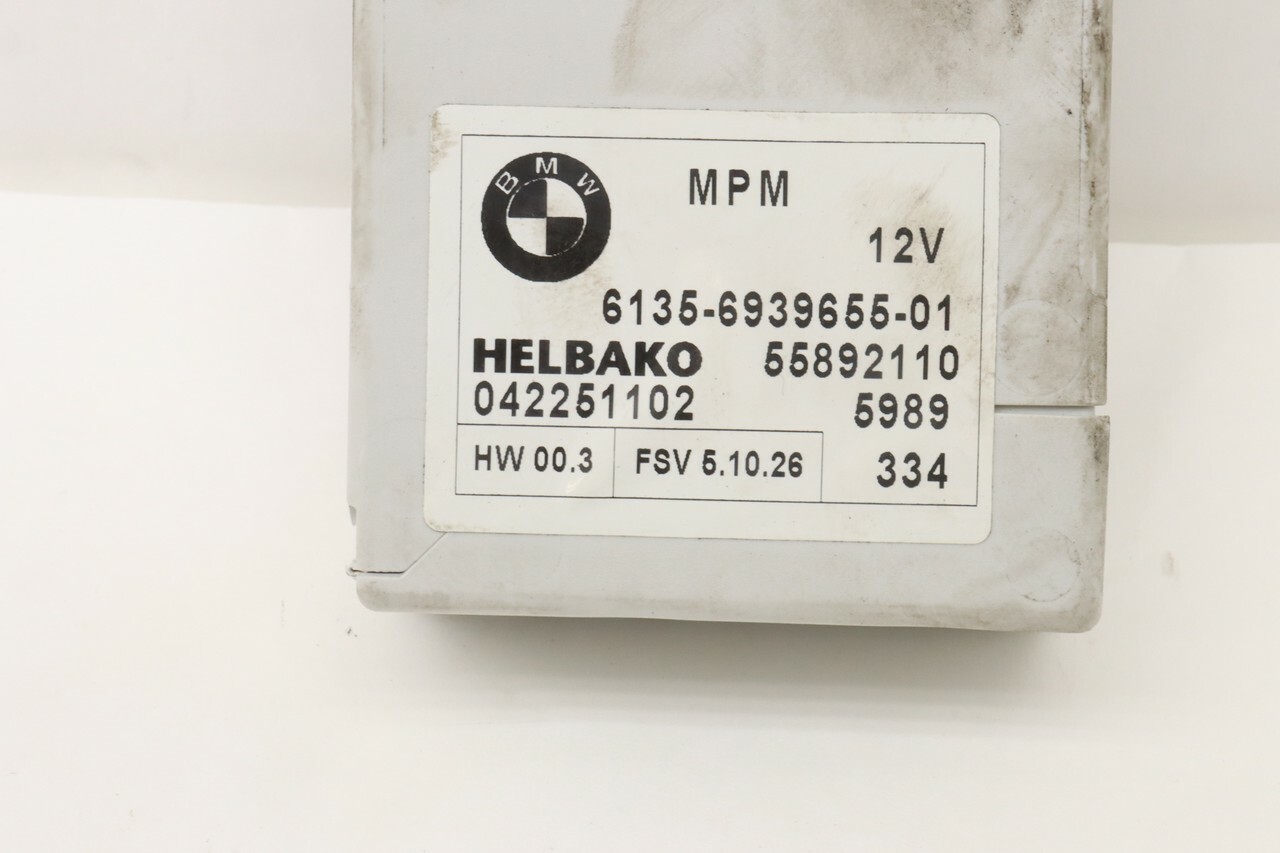 BMW
MPM
12V
6135-6939655-01
HELBAKO 55892110
042251102 5989
HW 00.3 FSV 5.10.26 334